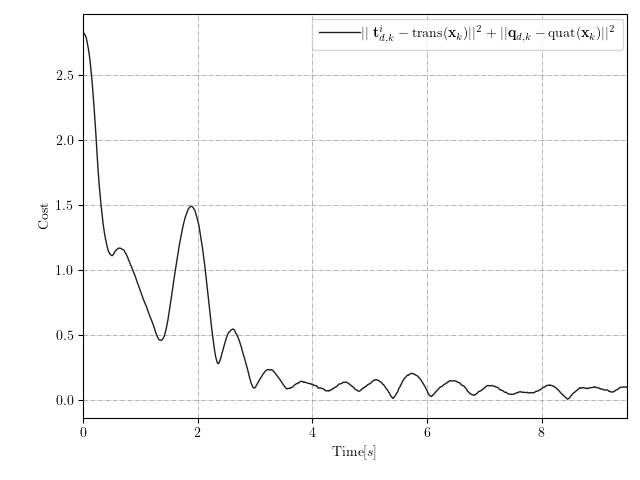 || t^i_{d,k} − trans(x_k)||^2 + ||q_{d,k} − quat(x_k)||^2
2.5
2.0
1.5
1.0
0.5
0.0
Cost
0 2 4 6 8
Time[s]